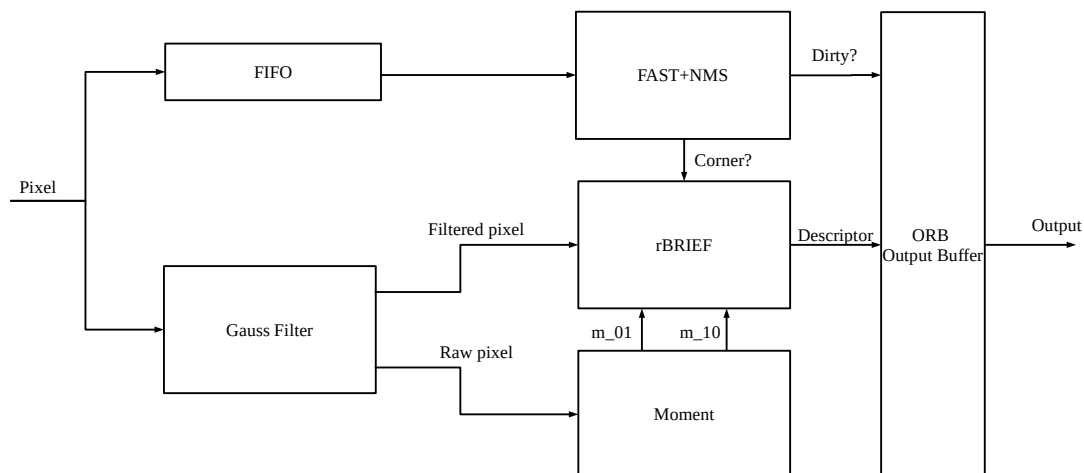 FIFO
FAST+NMS
Dirty?
Corner?
Pixel
Filtered pixel
rBRIEF
Descriptor
ORB
Output Buffer
Output
Gauss Filter
m_01
m_10
Raw pixel
Moment